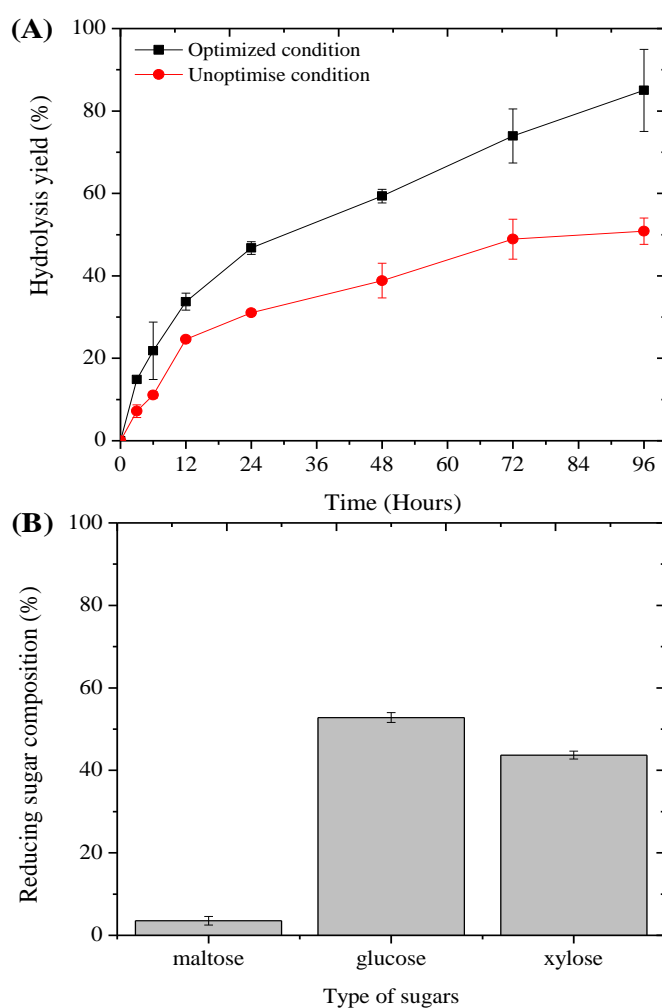 (A)
Optimized condition
Unoptimise condition
Hydrolysis yield (%)
100
80
60
40
20
0
0 12 24 36 48 60 72 84 96
Time (Hours)
(B)
Reducing sugar composition (%)
100
80
60
40
20
0
maltose glucose xylose
Type of sugars